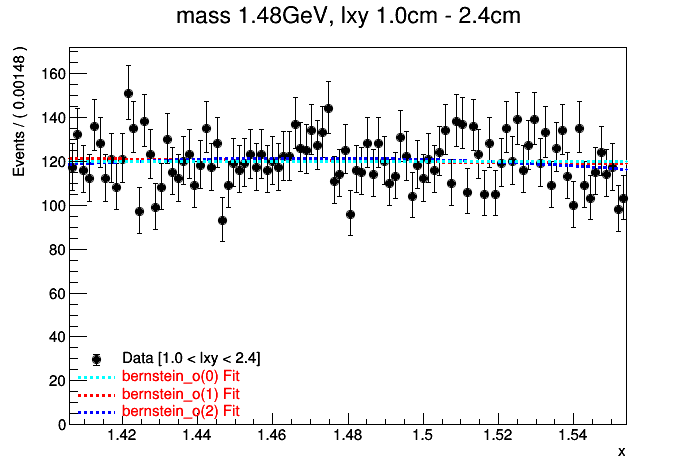 mass 1.48GeV, lxy 1.0cm - 2.4cm
Events / ( 0.00148 )
160
140
120
100
80
60
40
20
0
Data [1.0 < lxy < 2.4]
bernstein_o(0) Fit
bernstein_o(1) Fit
bernstein_o(2) Fit
1.42 1.44 1.46 1.48 1.5 1.52 1.54
x